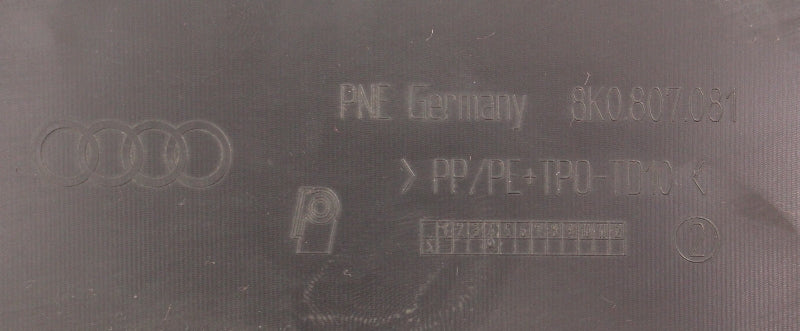 PNE Germany 8K0.807.081
> PP/PE+TPO-TD10 <